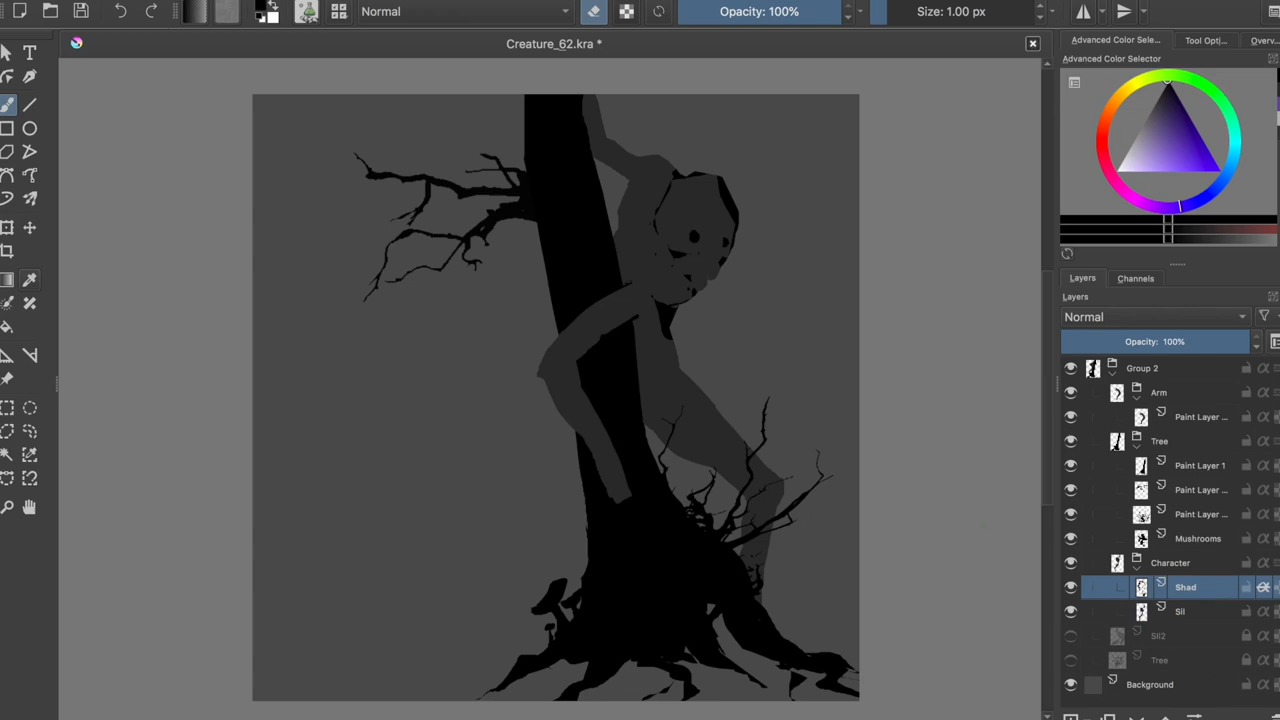 Normal
Opacity: 100%
Size: 1.00 px
Creature_62.kra *
Advanced Color Sele...
Tool Opti...
Overv...
Advanced Color Selector
Layers
Channels
Layers
Normal
Opacity: 100%
Group 2
Arm
Paint Layer ...
Tree
Paint Layer 1
Paint Layer ...
Paint Layer ...
Mushrooms
Character
Shad
Sil
Sil2
Tree
Background